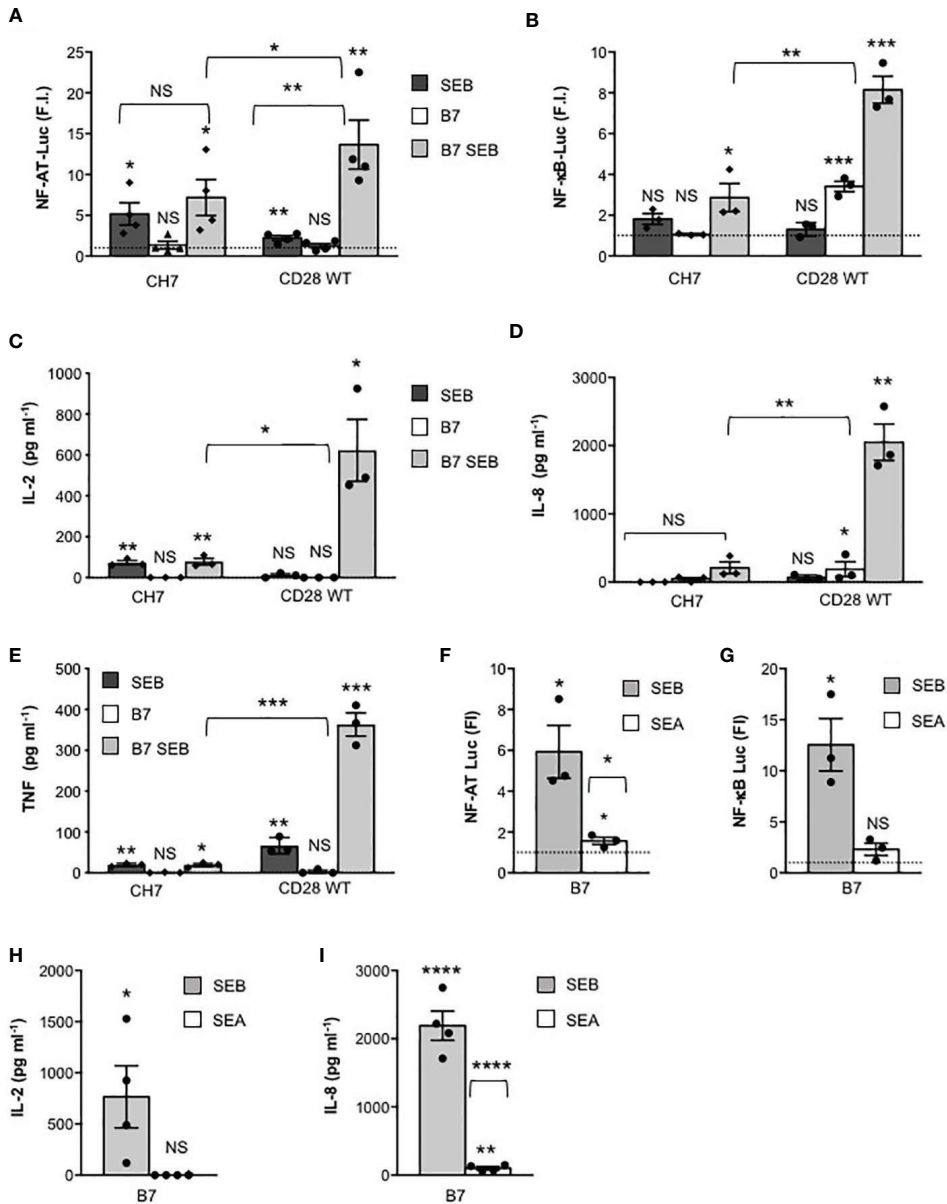 A
NF-AT-Luc (F.I.)
25
20
15
10
5
0
* NS * NS * ** ** NS **
CH7
CD28 WT
SEB
B7
B7 SEB
B
NF-κB-Luc (F.I.)
10
8
6
4
2
0
NS NS * ** NS *** ***
CH7
CD28 WT
C
IL-2 (pg ml⁻¹)
1000
800
600
400
200
0
** NS ** * NS NS *
CH7
CD28 WT
SEB
B7
B7 SEB
D
IL-8 (pg ml⁻¹)
3000
2000
1000
0
NS ** NS * **
CH7
CD28 WT
E
TNF (pg ml⁻¹)
500
400
300
200
100
0
SEB
B7
B7 SEB
** NS * *** ** NS ***
CH7
CD28 WT
F
NF-AT Luc (FI)
10
8
6
4
2
0
* * *
B7
SEB
SEA
G
NF-κB Luc (FI)
20
15
10
5
0
* NS
B7
SEB
SEA
H
IL-2 (pg ml⁻¹)
2000
1500
1000
500
0
* NS
B7
SEB
SEA
I
IL-8 (pg ml⁻¹)
3000
2000
1000
0
**** **** **
B7
SEB
SEA